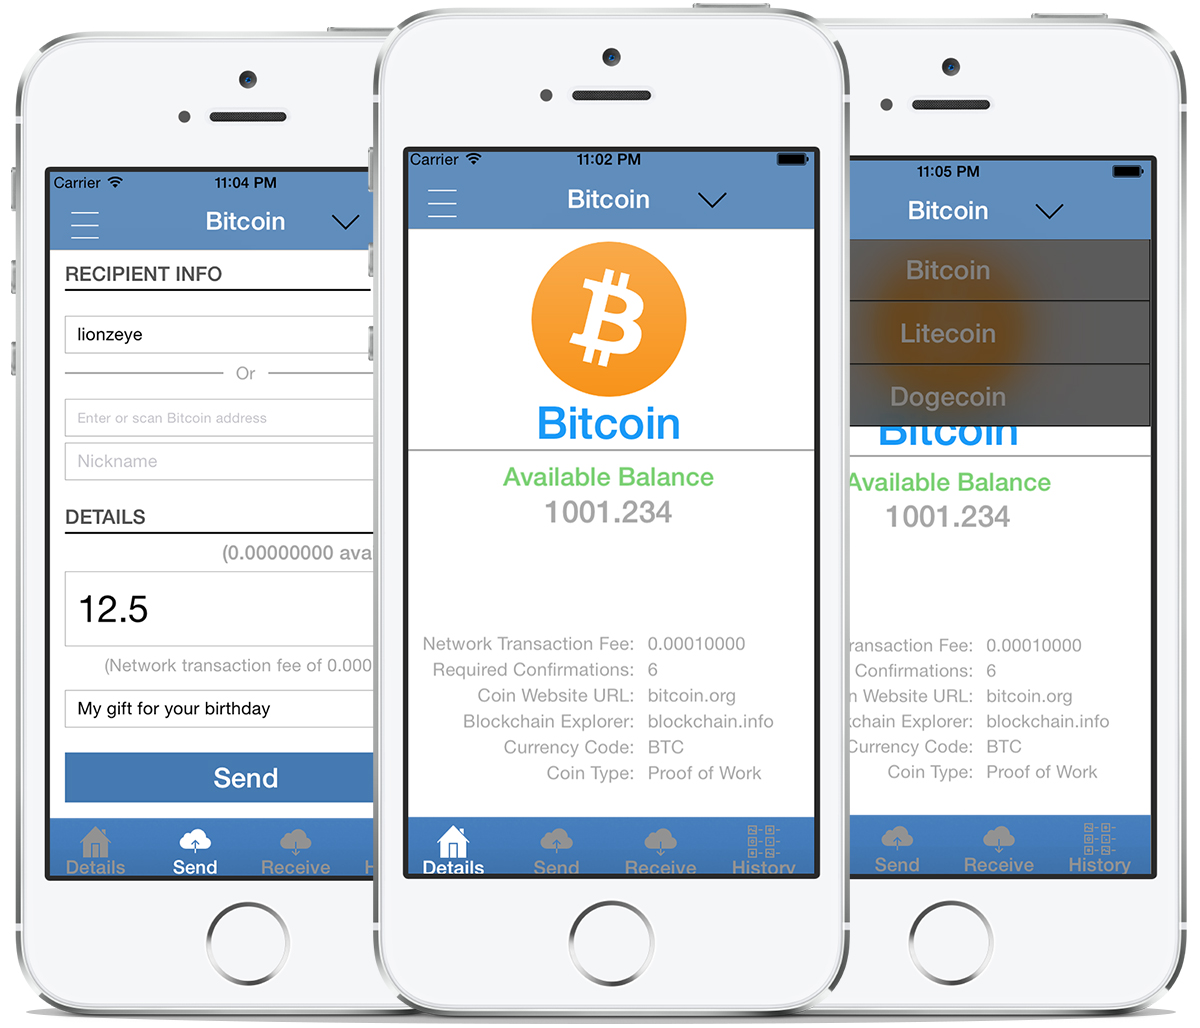 Carrier 11:04 PM
Bitcoin
RECIPIENT INFO
lionzeye
Or
Enter or scan Bitcoin address
Nickname
DETAILS
(0.00000000 ava
12.5
(Network transaction fee of 0.000
My gift for your birthday
Send
Details Send Receive H
Carrier 11:02 PM
Bitcoin
Bitcoin
Available Balance
1001.234
Network Transaction Fee: 0.00010000
Required Confirmations: 6
Coin Website URL: bitcoin.org
Blockchain Explorer: blockchain.info
Currency Code: BTC
Coin Type: Proof of Work
Details Send Receive History
11:05 PM
Bitcoin
Bitcoin
Litecoin
Dogecoin
Bitcoin
Available Balance
1001.234
ransaction Fee: 0.00010000
Confirmations: 6
n Website URL: bitcoin.org
kchain Explorer: blockchain.info
Currency Code: BTC
Coin Type: Proof of Work
Send Receive History